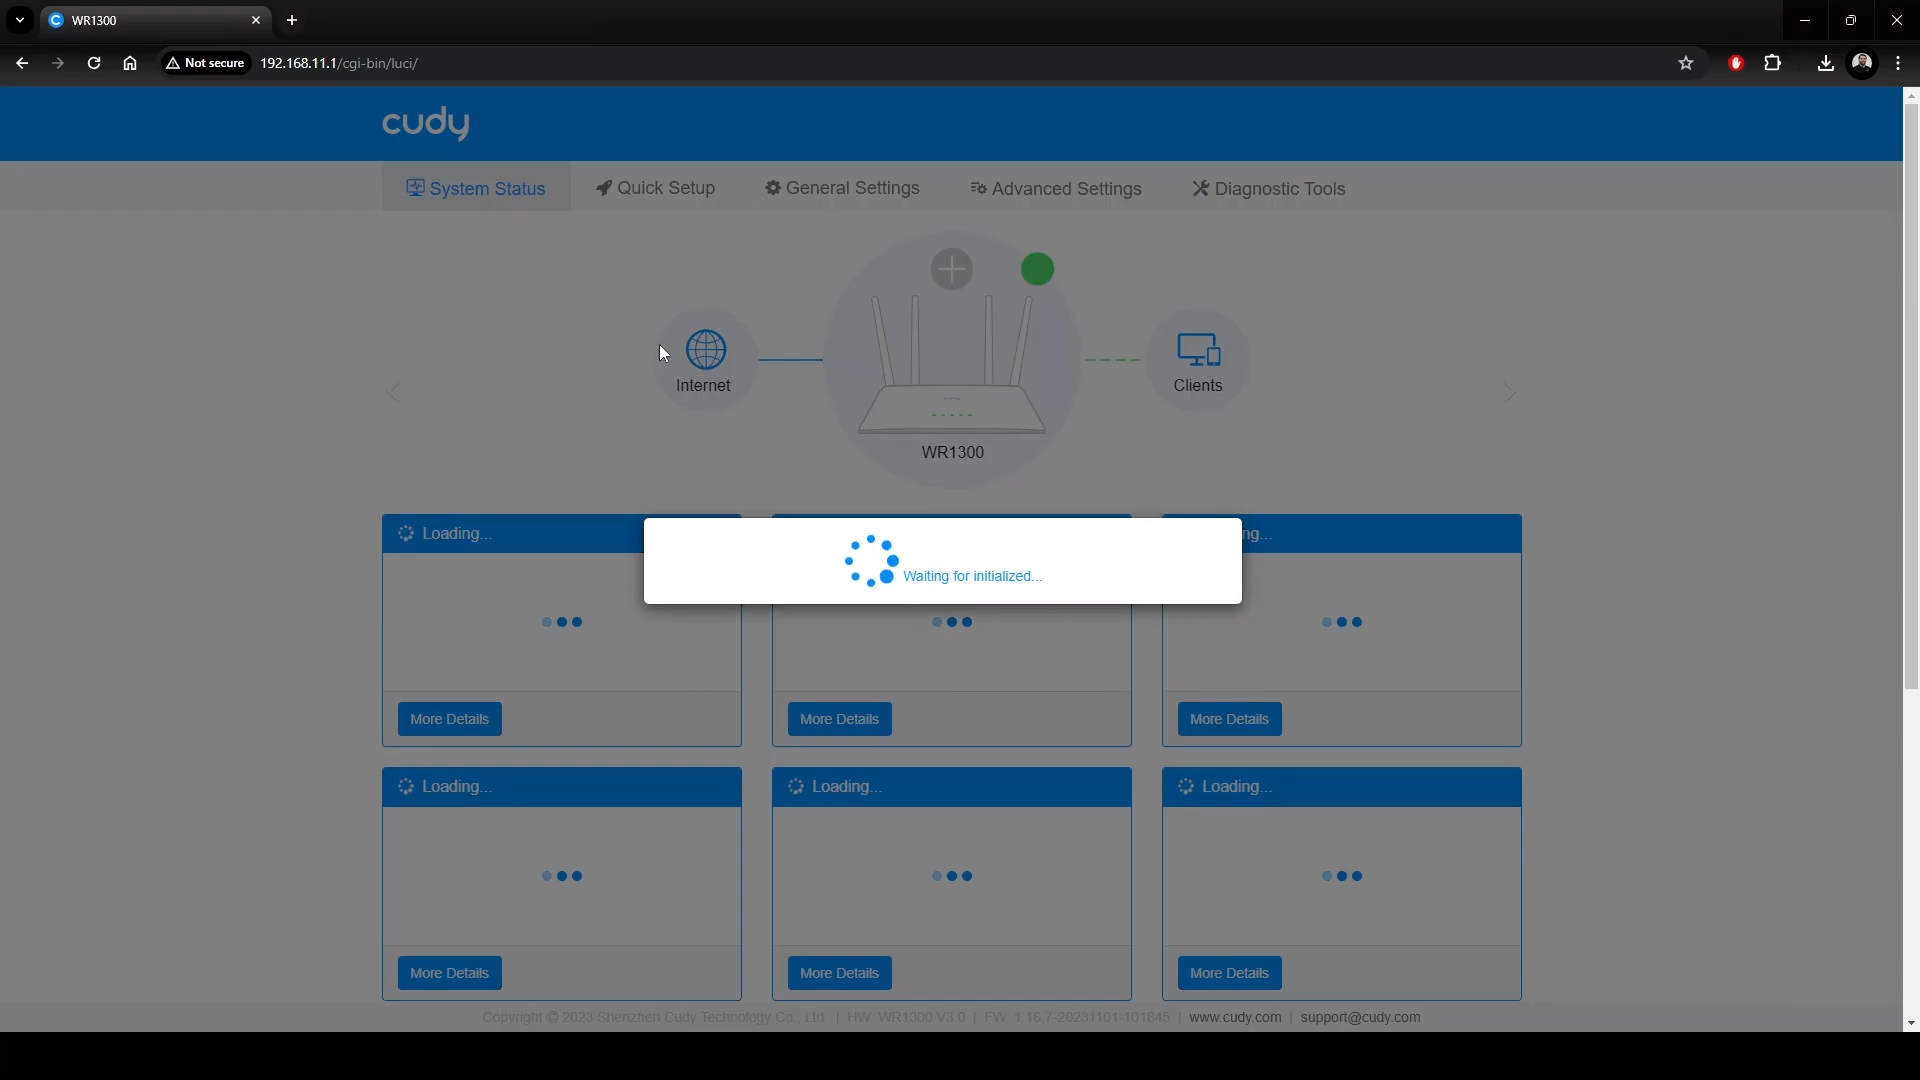 WR1300
Not secure 192.168.11.1/cgi-bin/luci/
cudy
System Status Quick Setup General Settings Advanced Settings Diagnostic Tools
Internet
Clients
WR1300
Loading...
ng...
Waiting for initialized...
More Details More Details More Details
Loading... Loading... Loading...
More Details More Details More Details
Copyright © 2023 Shenzhen Cudy Technology Co., Ltd. | HW: WR1300 V3.0 | FW: 1.16.7-20231101-101645 | www.cudy.com | support@cudy.com